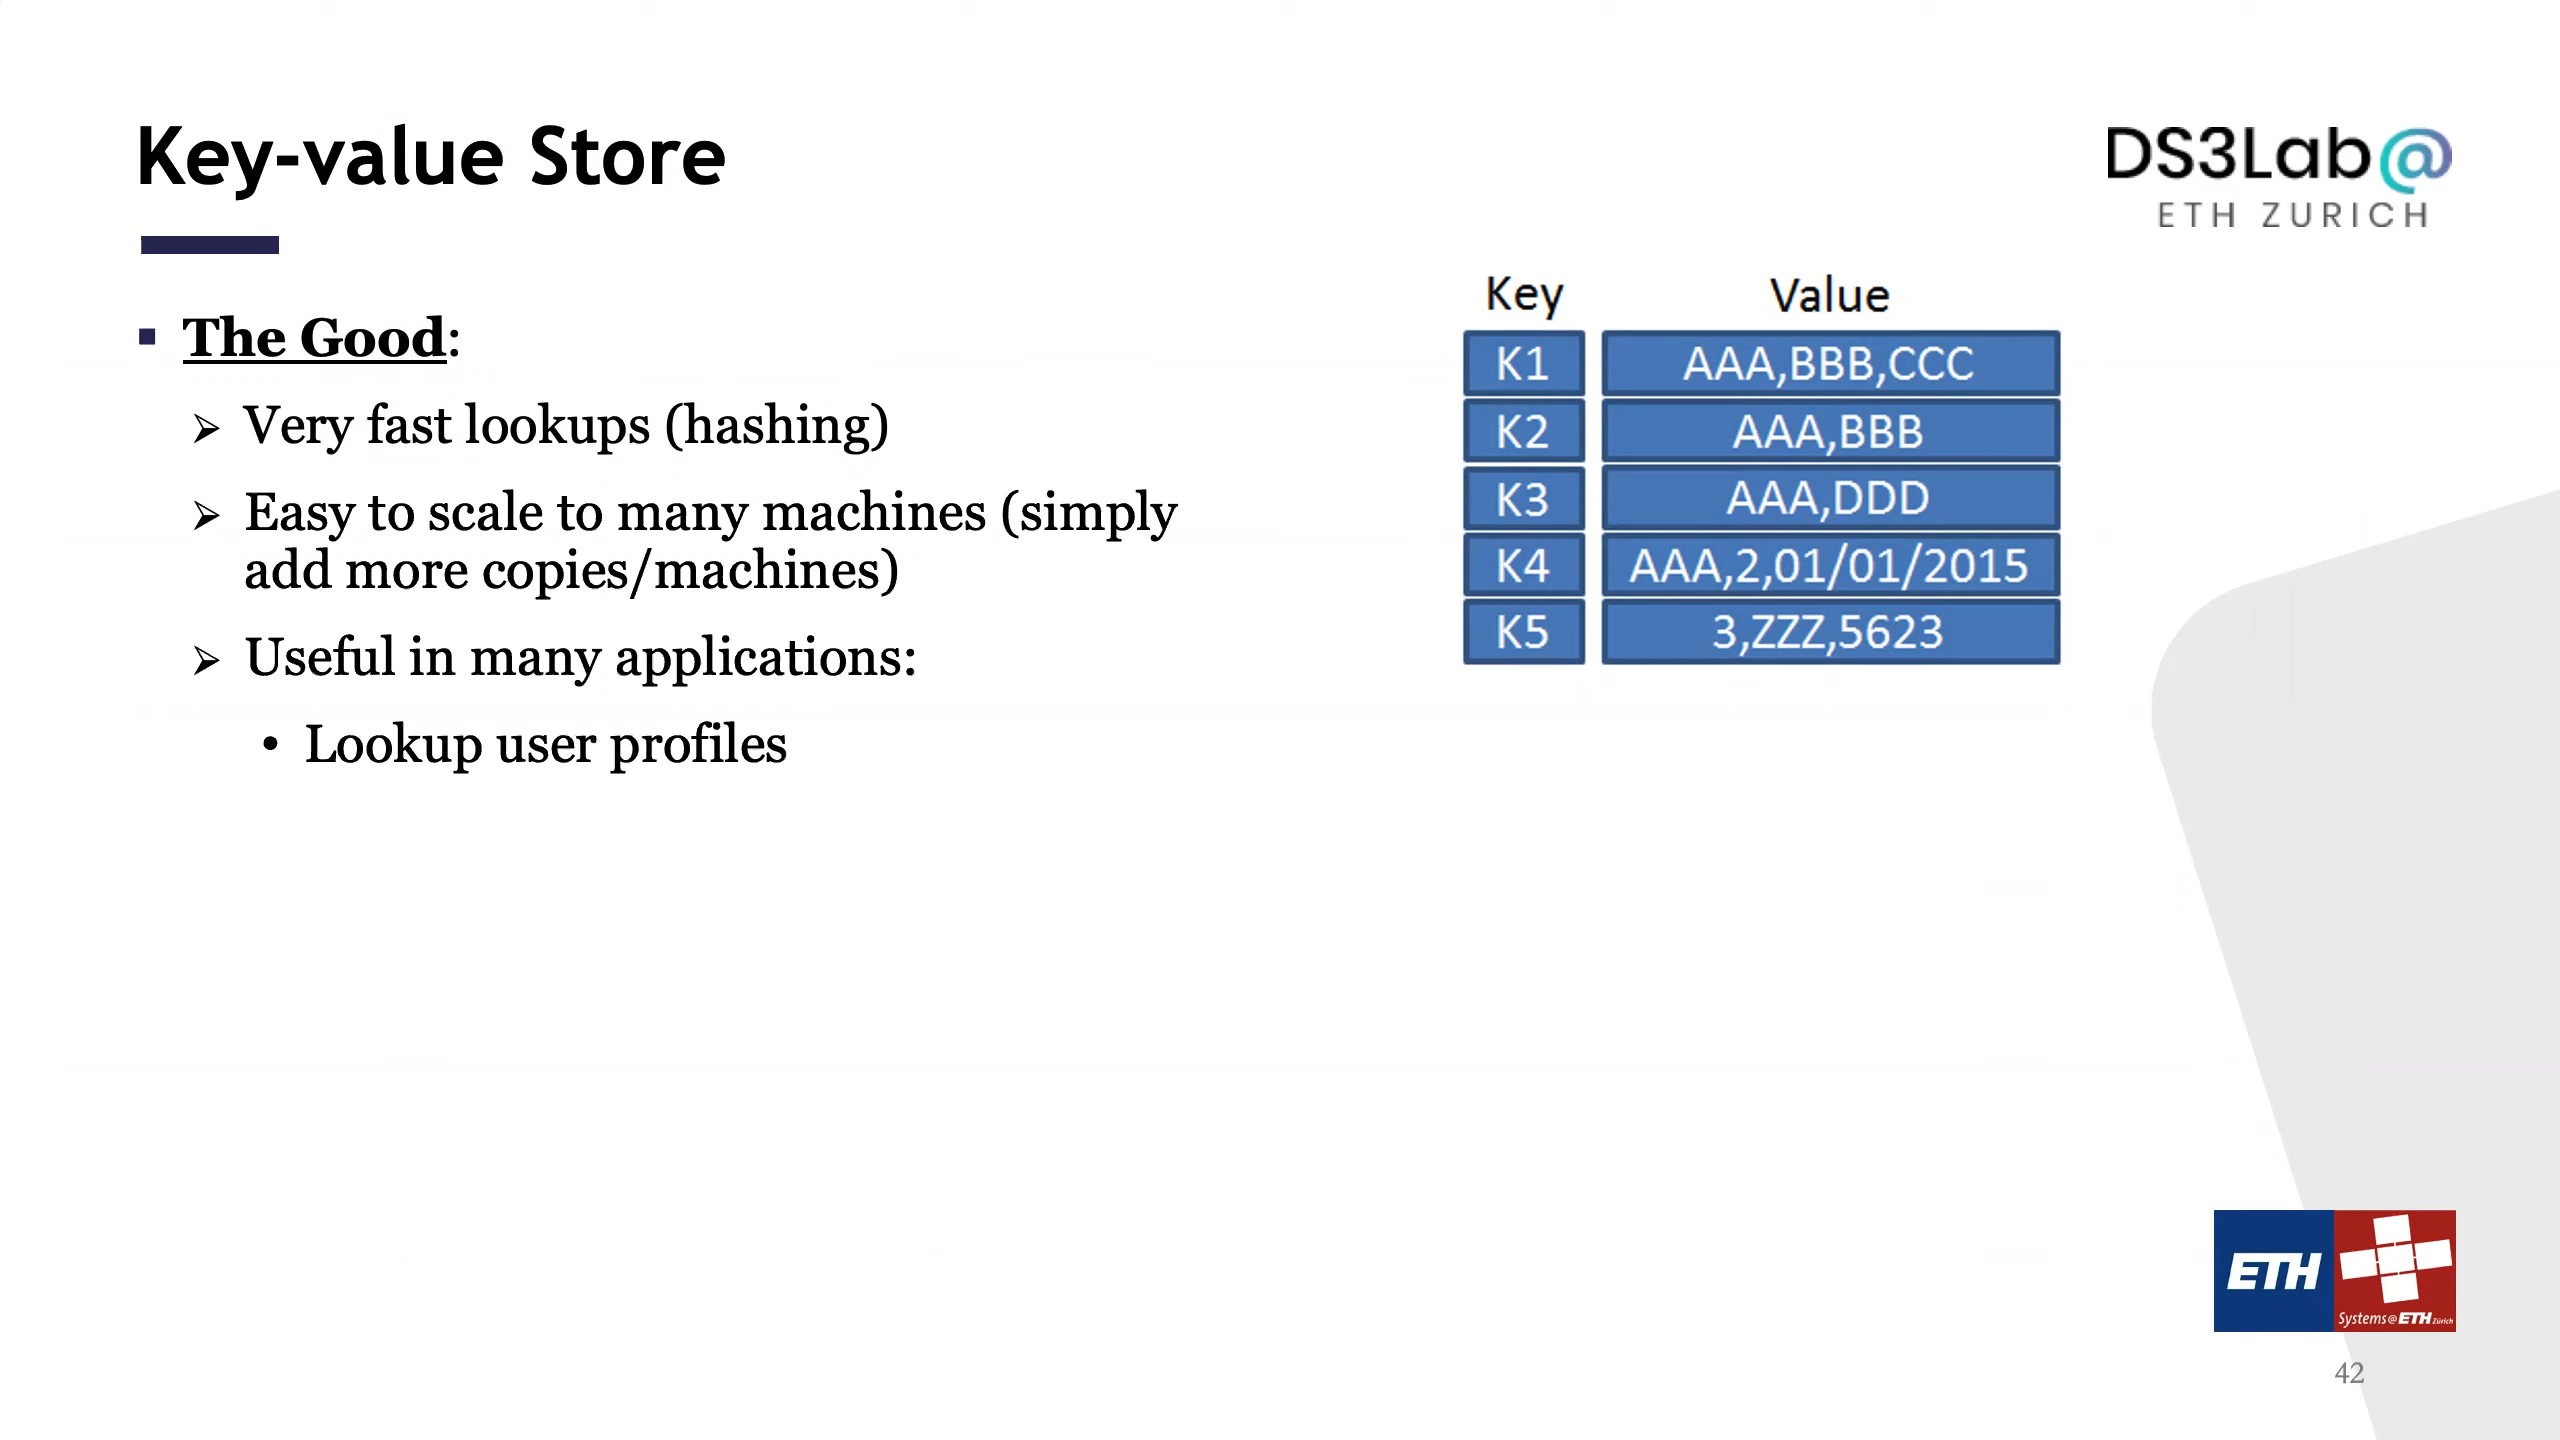 Key-value Store
DS3Lab@
ETH ZURICH
The Good:
Very fast lookups (hashing)
Easy to scale to many machines (simply
add more copies/machines)
Useful in many applications:
Lookup user profiles
Key Value
K1 AAA,BBB,CCC
K2 AAA,BBB
K3 AAA,DDD
K4 AAA,2,01/01/2015
K5 3,ZZZ,5623
ETH
Systems@ETH Zürich
42